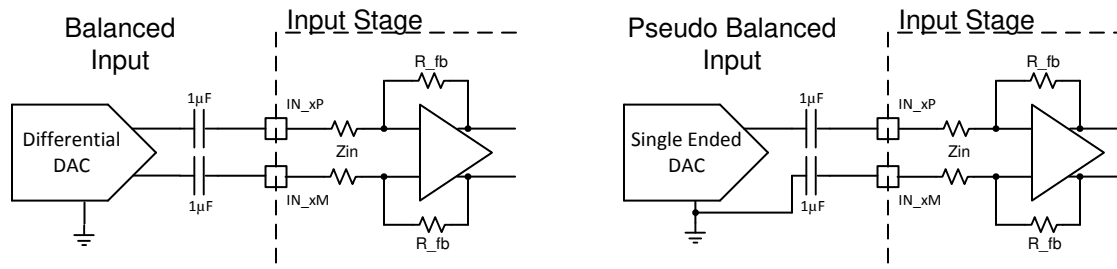 Balanced
Input
Input Stage
R_fb
1µF
IN_xP
Differential
DAC
Zin
1µF
IN_xM
R_fb
Pseudo Balanced
Input
Input Stage
R_fb
1µF
IN_xP
Single Ended
DAC
Zin
1µF
IN_xM
R_fb